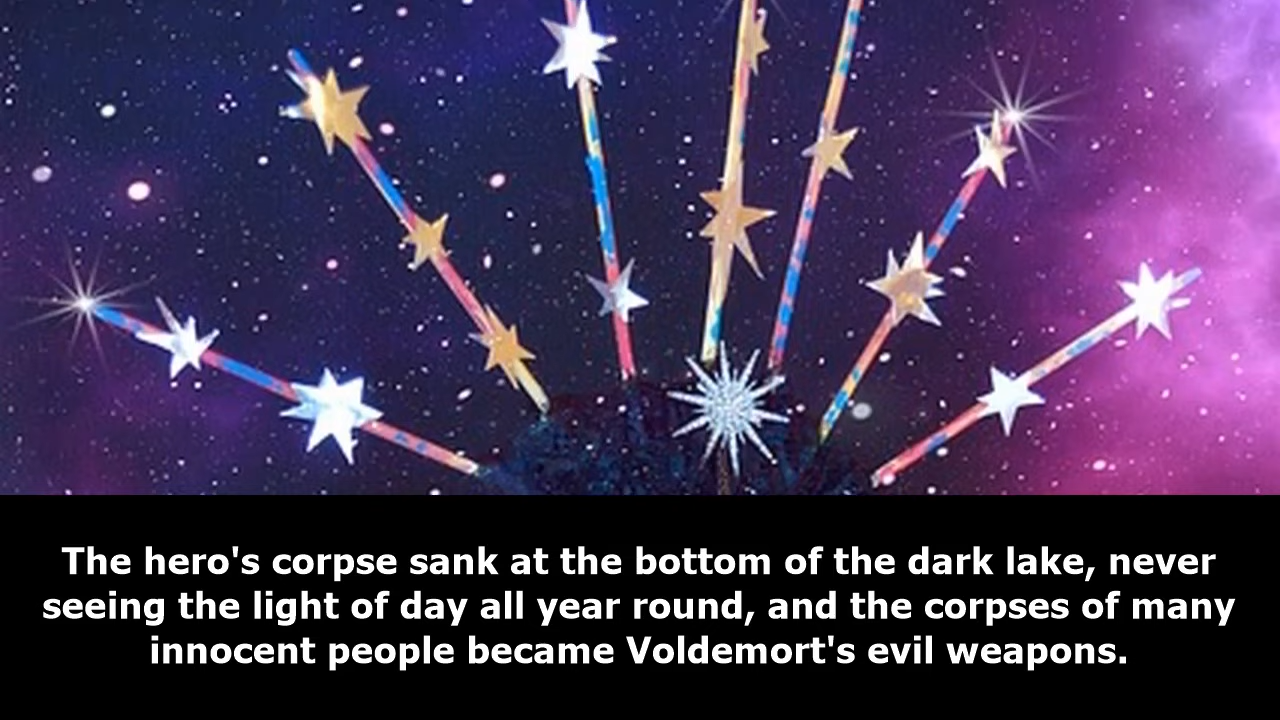 The hero's corpse sank at the bottom of the dark lake, never
seeing the light of day all year round, and the corpses of many
innocent people became Voldemort's evil weapons.